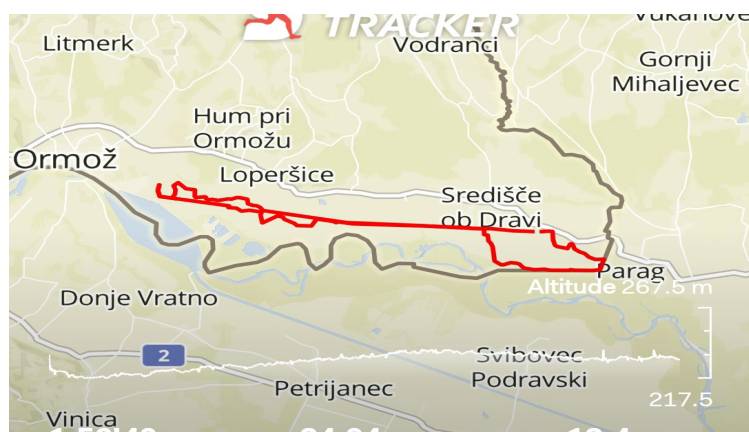 TRACKER
Vodranci
Litmerk
Gornji
Mihaljevec
Hum pri
Ormožu
Ormož
Loperšice
Središče
ob Dravi
Parag
Altitude 267.5 m
Donje Vratno
2
Svibovec
Podravski
Petrijanec
217.5
Vinica